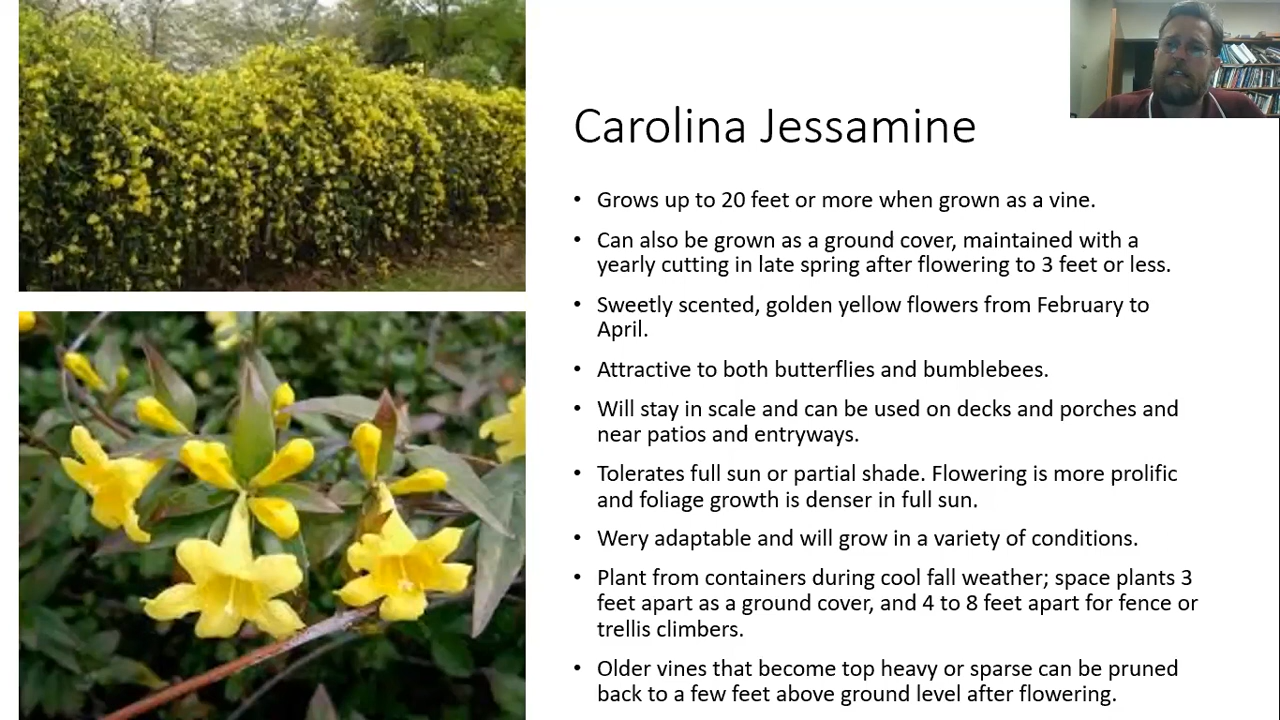 Carolina Jessamine
• Grows up to 20 feet or more when grown as a vine.
• Can also be grown as a ground cover, maintained with a
yearly cutting in late spring after flowering to 3 feet or less.
• Sweetly scented, golden yellow flowers from February to
April.
• Attractive to both butterflies and bumblebees.
• Will stay in scale and can be used on decks and porches and
near patios and entryways.
• Tolerates full sun or partial shade. Flowering is more prolific
and foliage growth is denser in full sun.
• Wery adaptable and will grow in a variety of conditions.
• Plant from containers during cool fall weather; space plants 3
feet apart as a ground cover, and 4 to 8 feet apart for fence or
trellis climbers.
• Older vines that become top heavy or sparse can be pruned
back to a few feet above ground level after flowering.